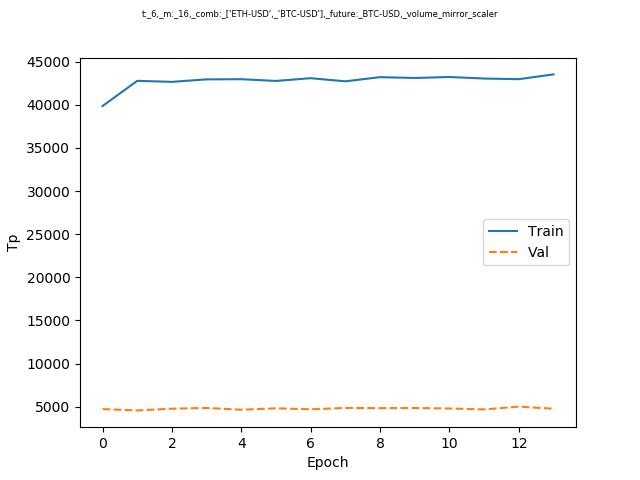 t:_6,_m:_16,_comb:_['ETH-USD',_'BTC-USD'],_future:_BTC-USD,_volume_mirror_scaler
45000
40000
35000
30000
25000
20000
15000
10000
5000
Tp
Train
Val
0 2 4 6 8 10 12
Epoch